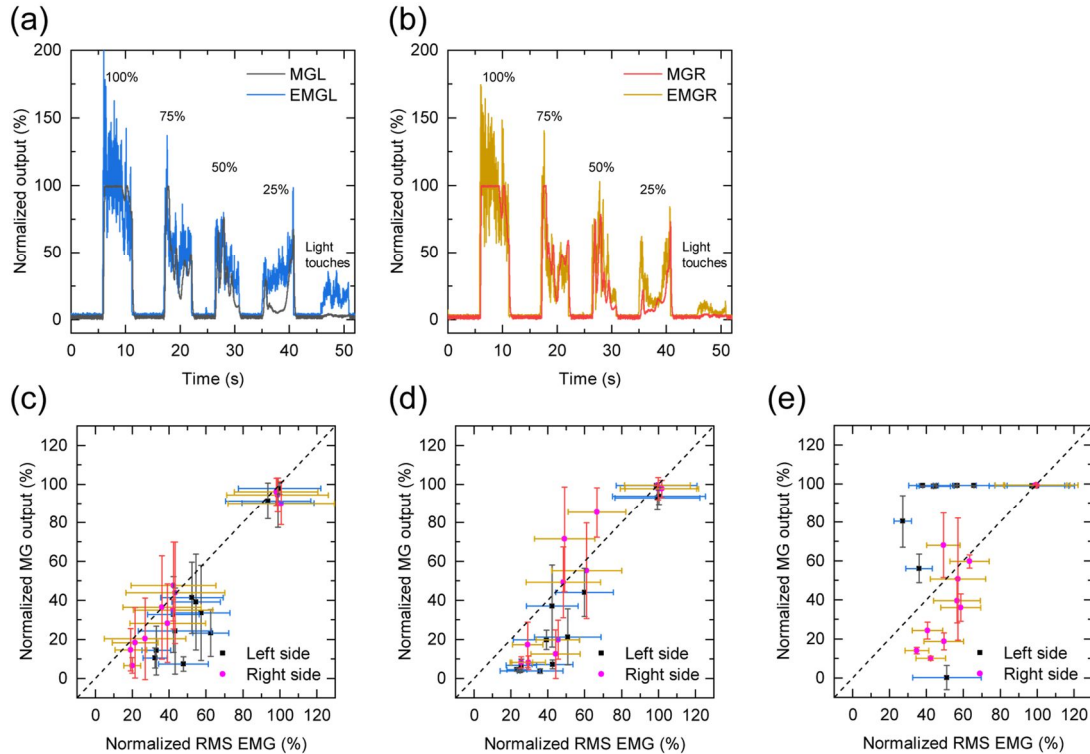 (a)
200
150
100
50
0
Normalized output (%)
100%
75%
50%
25%
Light
touches
MGL
EMGL
0 10 20 30 40 50
Time (s)
(b)
200
150
100
50
0
Normalized output (%)
100%
75%
50%
25%
Light
touches
MGR
EMGR
0 10 20 30 40 50
Time (s)
(c)
120
100
80
60
40
20
0
Normalized MG output (%)
Left side
Right side
0 20 40 60 80 100 120
Normalized RMS EMG (%)
(d)
120
100
80
60
40
20
0
Normalized MG output (%)
Left side
Right side
0 20 40 60 80 100 120
Normalized RMS EMG (%)
(e)
120
100
80
60
40
20
0
Normalized MG output (%)
Left side
Right side
0 20 40 60 80 100 120
Normalized RMS EMG (%)